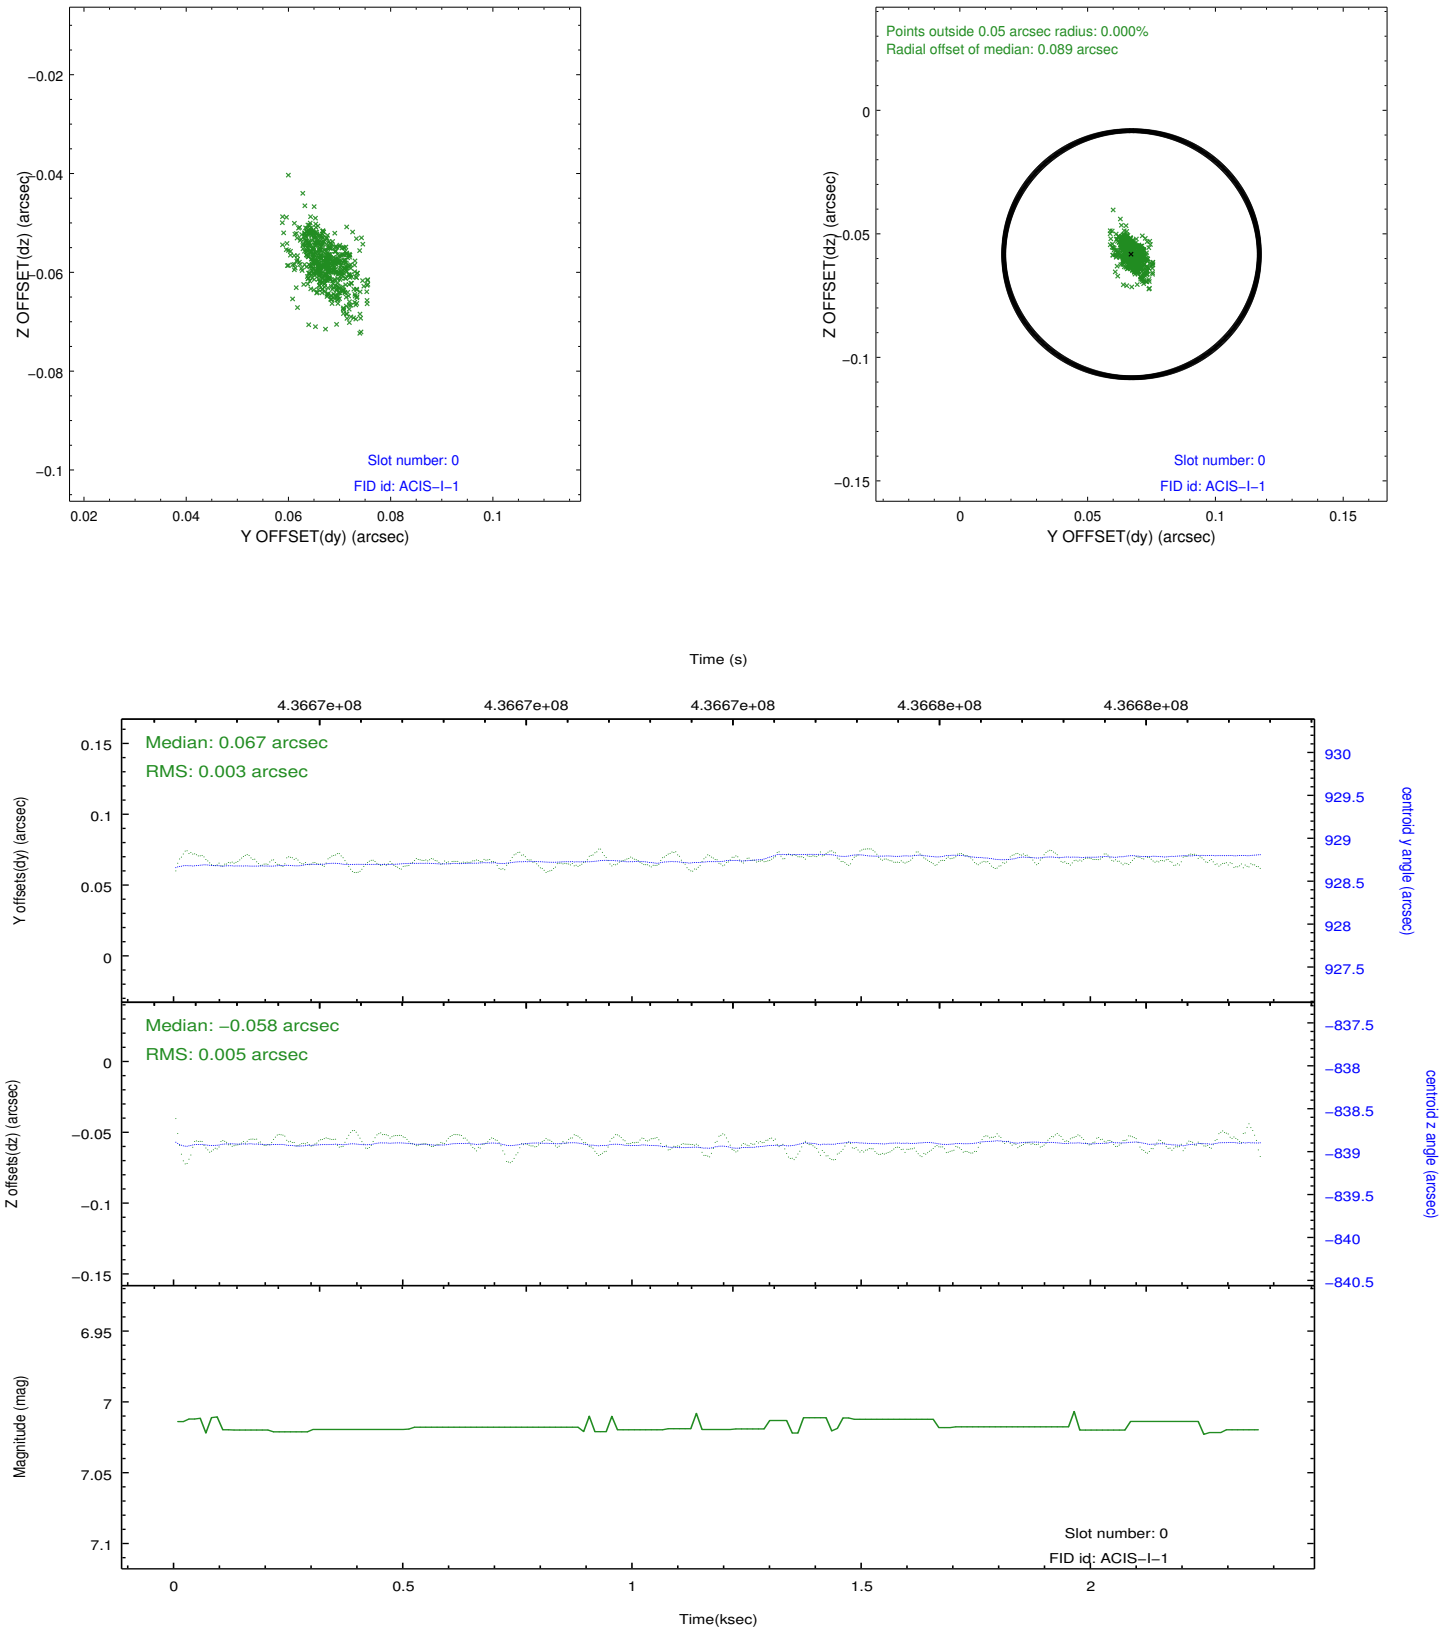 −0.02
−0.04
−0.06
−0.08
−0.1
Z OFFSET(dz) (arcsec)
Slot number: 0
FID id: ACIS−I−1
0.02
0.04
0.06
0.08
0.1
Y OFFSET(dy) (arcsec)
Points outside 0.05 arcsec radius: 0.000%
Radial offset of median: 0.089 arcsec
0
−0.05
−0.1
−0.15
Z OFFSET(dz) (arcsec)
Slot number: 0
FID id: ACIS−I−1
0
0.05
0.1
0.15
Y OFFSET(dy) (arcsec)
Time (s)
4.3667e+08
4.3667e+08
4.3667e+08
4.3668e+08
4.3668e+08
Median: 0.067 arcsec
RMS: 0.003 arcsec
0.15
0.1
0.05
0
Y offsets(dy) (arcsec)
930
929.5
929
928.5
928
927.5
centroid y angle (arcsec)
Median: −0.058 arcsec
RMS: 0.005 arcsec
0
−0.05
−0.1
−0.15
Z offsets(dz) (arcsec)
−837.5
−838
−838.5
−839
−839.5
−840
−840.5
centroid z angle (arcsec)
6.95
7
7.05
7.1
Magnitude (mag)
Slot number: 0
FID id: ACIS−I−1
0
0.5
1
1.5
2
Time(ksec)